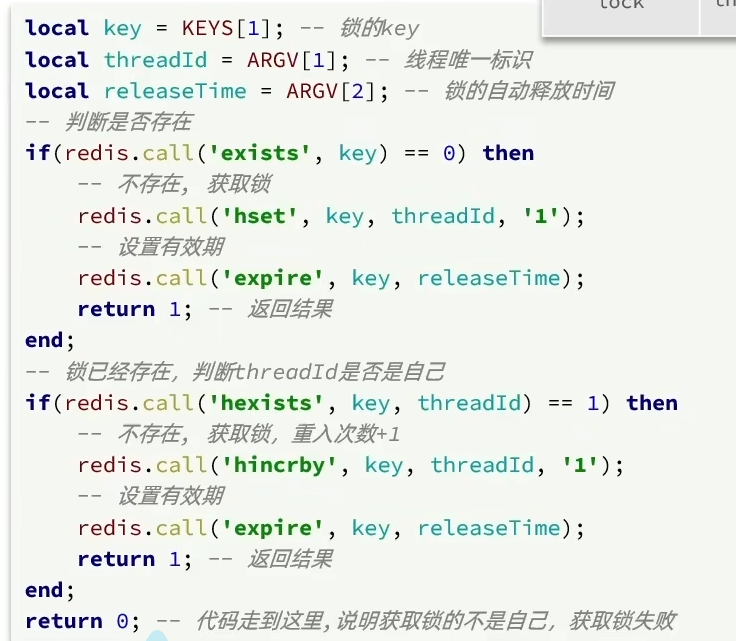 lock
local key = KEYS[1]; -- 锁的key
local threadId = ARGV[1]; -- 线程唯一标识
local releaseTime = ARGV[2]; -- 锁的自动释放时间
-- 判断是否存在
if(redis.call('exists', key) == 0) then
    -- 不存在, 获取锁
    redis.call('hset', key, threadId, '1');
    -- 设置有效期
    redis.call('expire', key, releaseTime);
    return 1; -- 返回结果
end;
-- 锁已经存在，判断threadId是否是自己
if(redis.call('hexists', key, threadId) == 1) then
    -- 不存在, 获取锁，重入次数+1
    redis.call('hincrby', key, threadId, '1');
    -- 设置有效期
    redis.call('expire', key, releaseTime);
    return 1; -- 返回结果
end;
return 0; -- 代码走到这里,说明获取锁的不是自己，获取锁失败